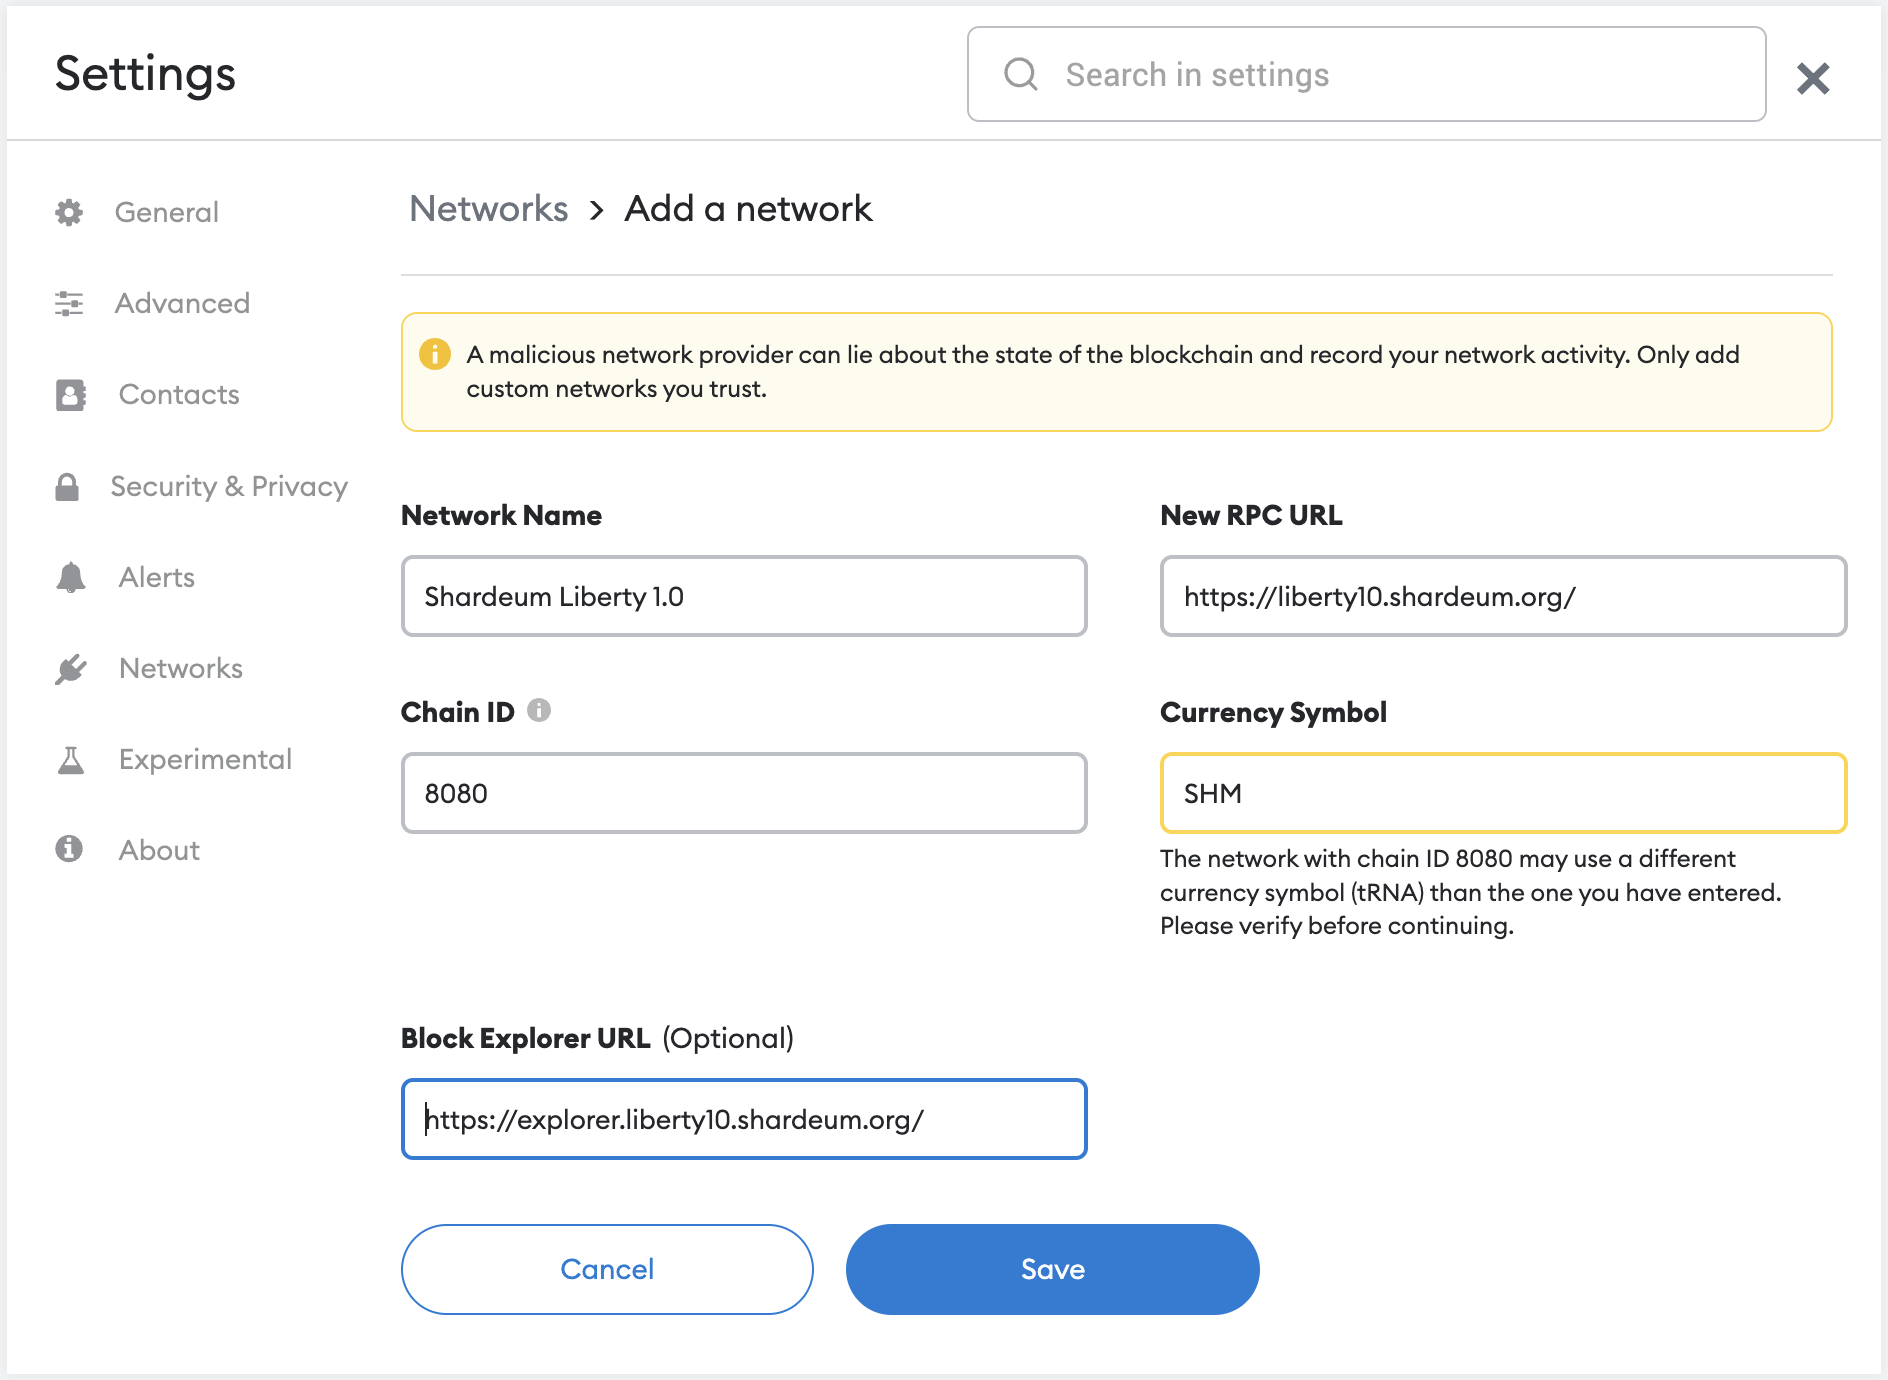 Settings
Search in settings
General
Advanced
Contacts
Security & Privacy
Alerts
Networks
Experimental
About
Networks > Add a network
A malicious network provider can lie about the state of the blockchain and record your network activity. Only add
custom networks you trust.
Network Name
Shardeum Liberty 1.0
New RPC URL
https://liberty10.shardeum.org/
Chain ID
8080
Currency Symbol
SHM
The network with chain ID 8080 may use a different
currency symbol (tRNA) than the one you have entered.
Please verify before continuing.
Block Explorer URL (Optional)
https://explorer.liberty10.shardeum.org/
Cancel
Save